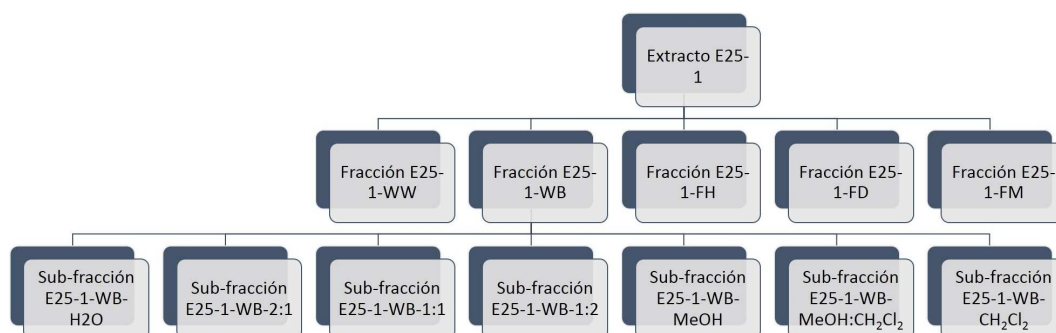 Extracto E25-
1
Fracción E25-
1-WW
Fracción E25-
1-WB
Fracción E25-
1-FH
Fracción E25-
1-FD
Fracción E25-
1-FM
Sub-fracción
E25-1-WB-
H2O
Sub-fracción
E25-1-WB-2:1
Sub-fracción
E25-1-WB-1:1
Sub-fracción
E25-1-WB-1:2
Sub-fracción
E25-1-WB-
MeOH
Sub-fracción
E25-1-WB-
MeOH:CH₂Cl₂
Sub-fracción
E25-1-WB-
CH₂Cl₂